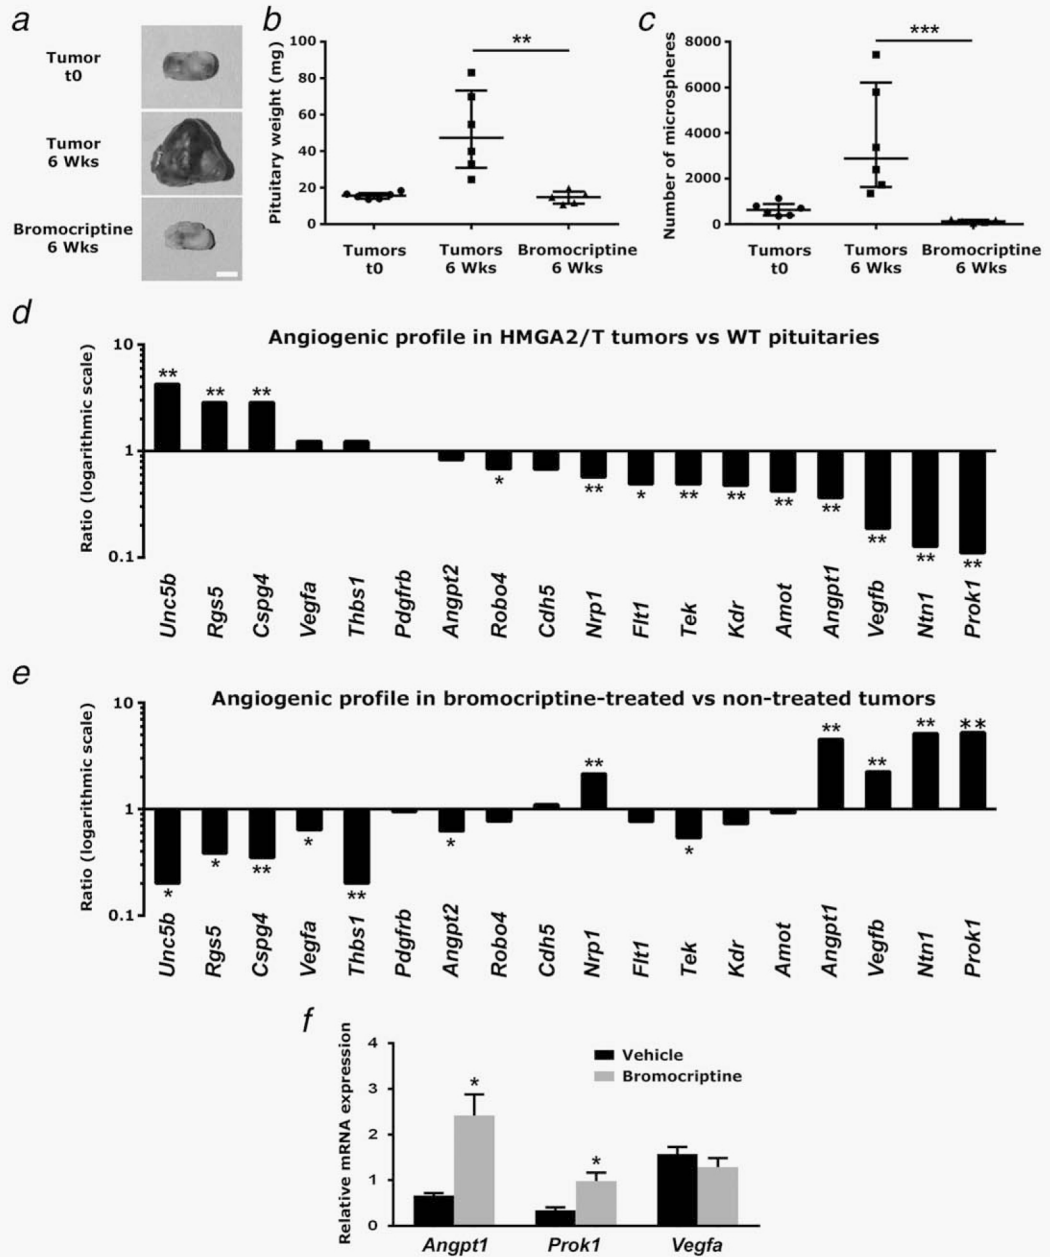 a
Tumor
t0
Tumor
6 Wks
Bromocriptine
6 Wks
b
Pituitary weight (mg)
100
80
60
40
20
0
**
Tumors
t0
Tumors
6 Wks
Bromocriptine
6 Wks
c
Number of microspheres
8000
6000
4000
2000
0
***
Tumors
t0
Tumors
6 Wks
Bromocriptine
6 Wks
d
Angiogenic profile in HMGA2/T tumors vs WT pituitaries
Ratio (logarithmic scale)
10
1
0.1
** ** ** * ** * ** ** ** ** ** ** **
Unc5b Rgs5 Cspg4 Vegfa Thbs1 Pdgfrb Angpt2 Robo4 Cdh5 Nrp1 Flt1 Tek Kdr Amot Angpt1 Vegfb Ntn1 Prok1
e
Angiogenic profile in bromocriptine-treated vs non-treated tumors
Ratio (logarithmic scale)
10
1
0.1
* * ** * ** * ** * ** ** ** **
Unc5b Rgs5 Cspg4 Vegfa Thbs1 Pdgfrb Angpt2 Robo4 Cdh5 Nrp1 Flt1 Tek Kdr Amot Angpt1 Vegfb Ntn1 Prok1
f
Relative mRNA expression
4
3
2
1
0
Vehicle
Bromocriptine
* *
Angpt1 Prok1 Vegfa